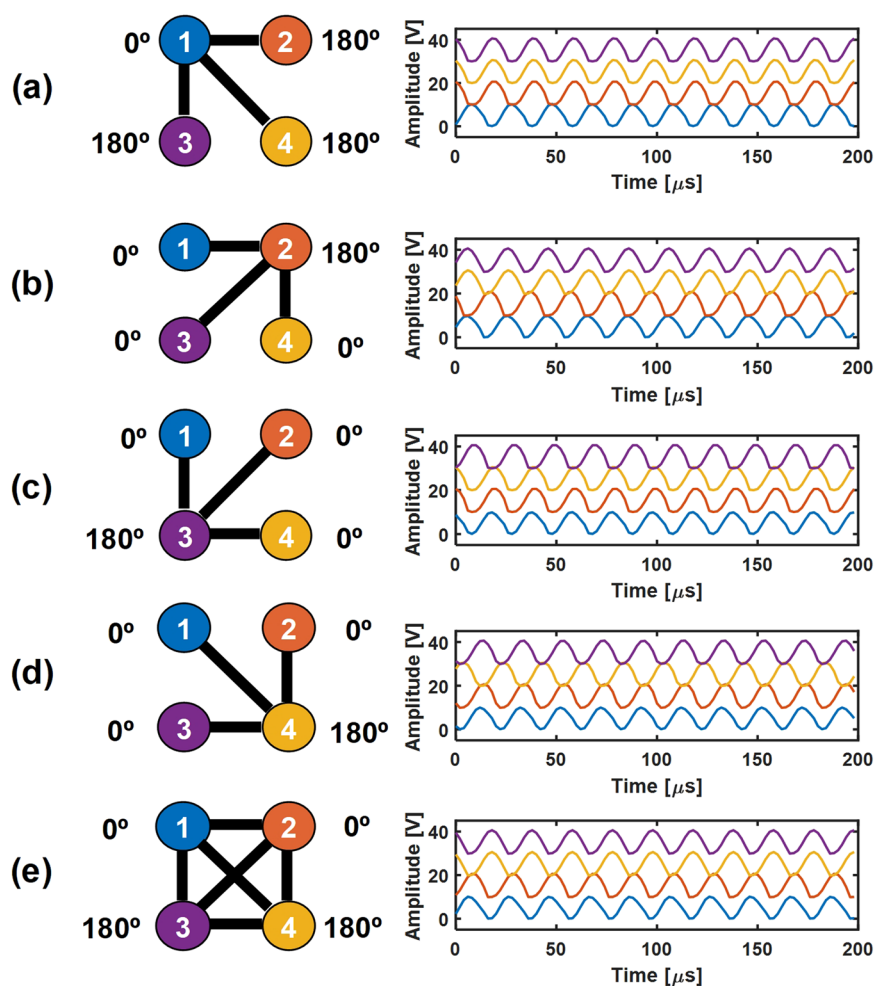 (a)
0º 1 2 180º
180º 3 4 180º
Amplitude [V]
40
20
0
0 50 100 150 200
Time [μs]
(b)
0º 1 2 180º
0º 3 4 0º
Amplitude [V]
40
20
0
0 50 100 150 200
Time [μs]
(c)
0º 1 2 0º
180º 3 4 0º
Amplitude [V]
40
20
0
0 50 100 150 200
Time [μs]
(d)
0º 1 2 0º
0º 3 4 180º
Amplitude [V]
40
20
0
0 50 100 150 200
Time [μs]
(e)
0º 1 2 0º
180º 3 4 180º
Amplitude [V]
40
20
0
0 50 100 150 200
Time [μs]